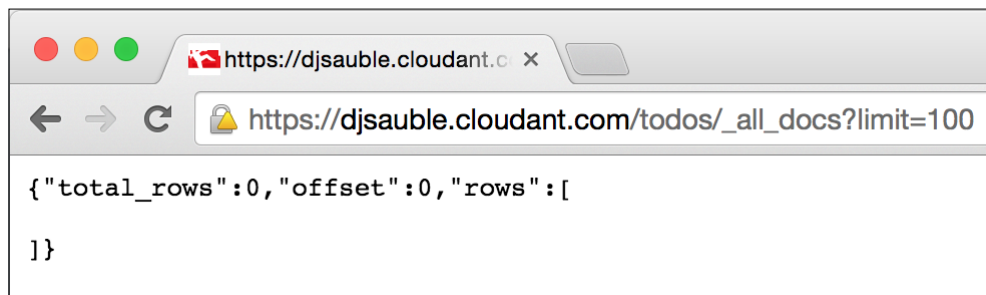 https://djsauble.cloudant.c
https://djsauble.cloudant.com/todos/_all_docs?limit=100
{"total_rows":0,"offset":0,"rows":[
]}